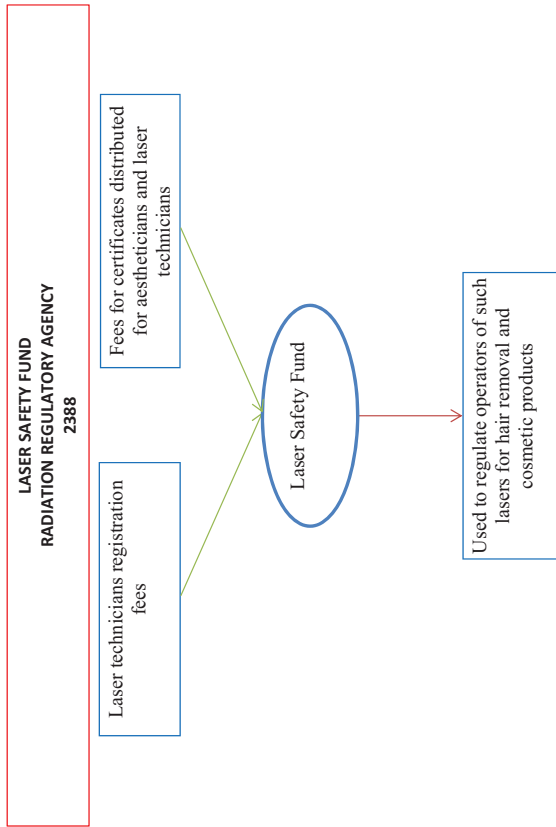 LASER SAFETY FUND
RADIATION REGULATORY AGENCY
2388
Laser technicians registration
fees
Fees for certificates distributed
for aestheticians and laser
technicians
Laser Safety Fund
Used to regulate operators of such
lasers for hair removal and
cosmetic products